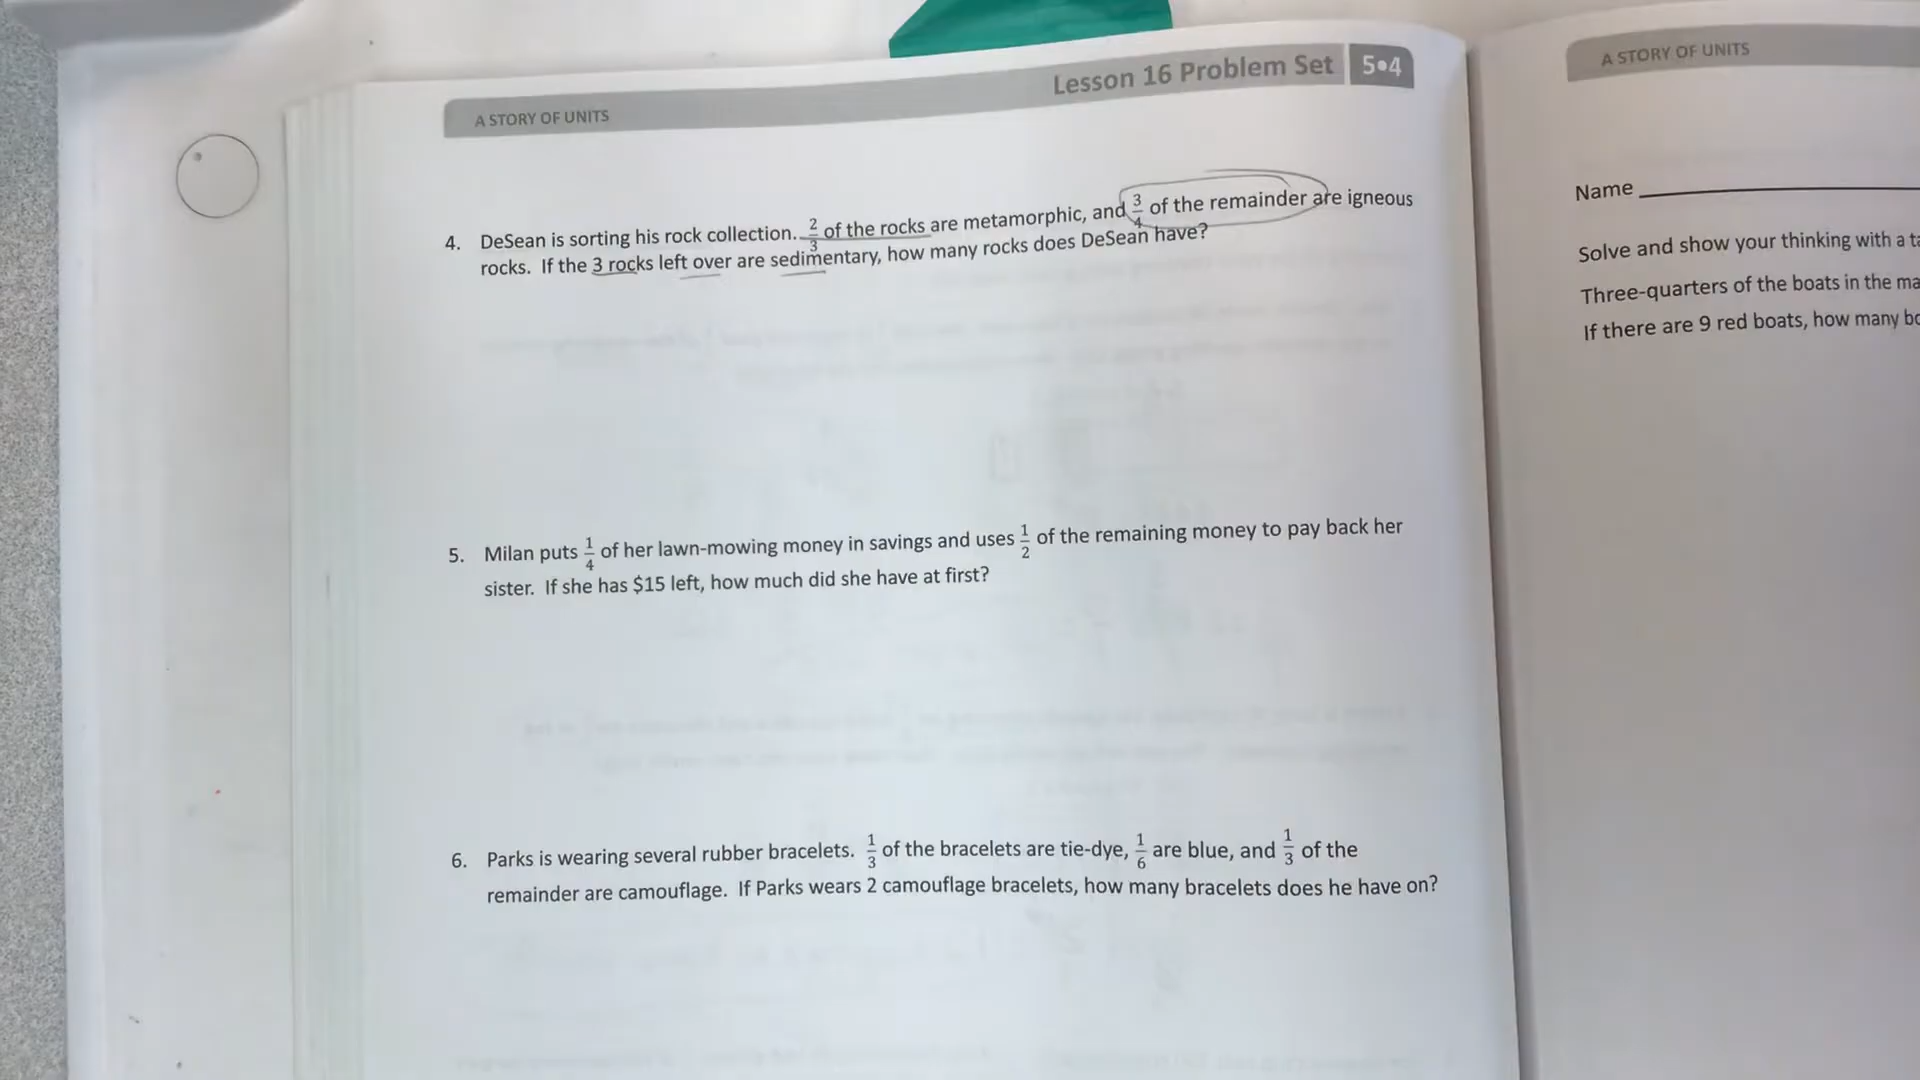 A STORY OF UNITS Lesson 16 Problem Set 5•4
4. DeSean is sorting his rock collection. 2/3 of the rocks are metamorphic, and 3/4 of the remainder are igneous
rocks. If the 3 rocks left over are sedimentary, how many rocks does DeSean have?
5. Milan puts 1/4 of her lawn-mowing money in savings and uses 1/2 of the remaining money to pay back her
sister. If she has $15 left, how much did she have at first?
6. Parks is wearing several rubber bracelets. 1/3 of the bracelets are tie-dye, 1/6 are blue, and 1/3 of the
remainder are camouflage. If Parks wears 2 camouflage bracelets, how many bracelets does he have on?
A STORY OF UNITS
Name
Solve and show your thinking with a
Three-quarters of the boats in the
If there are 9 red boats, how many